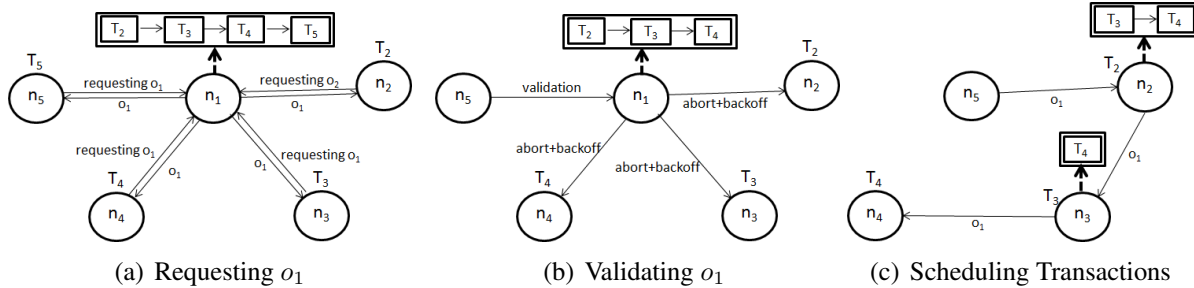 T2 T3 T4 T5
T5
requesting o1
o1
n5
n1
T2
requesting o2
o1
n2
requesting o1
o1
T4
n4
requesting o1
o1
T3
n3
(a) Requesting o1
T2 T3 T4
n5
validation
n1
T2
abort+backoff
n2
abort+backoff
T4
n4
abort+backoff
T3
n3
(b) Validating o1
T3 T4
T2
n5
o1
n2
o1
T4
T4
n4
o1
T3
n3
(c) Scheduling Transactions